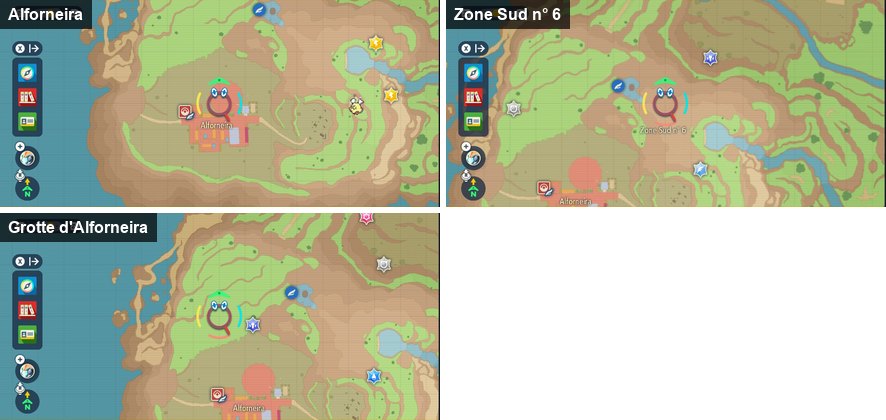 Alforneira
X
Alforneira
N
Zone Sud n° 6
X
Zone Sud n° 6
Alforneira
N
Grotte d'Alforneira
X
Alforneira
N